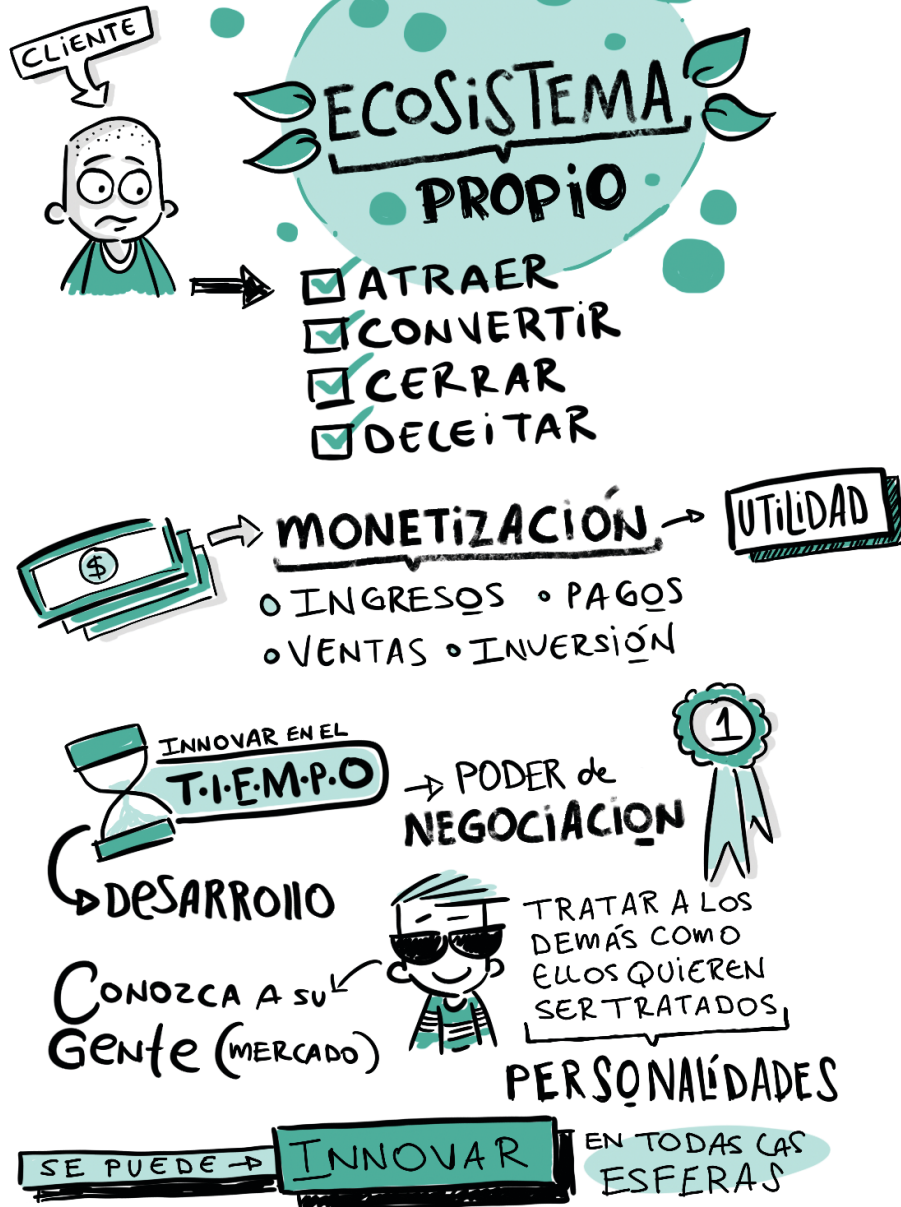 CLIENTE
ECOSISTEMA
PROPIO
ATRAER
CONVERTIR
CERRAR
DELEITAR
$
MONETIZACIÓN
UTILIDAD
INGRESOS • PAGOS
• VENTAS • INVERSIÓN
INNOVAR EN EL
T•I•E•M•P•O
1
PODER de
NEGOCIACION
DESARROllO
TRATAR A LOS
DEMÁS COMO
ELLOS QUIEREN
SER TRATADOS
CONOZCA A SU
GENte (MERCADO)
PERSONALÍDADES
SE PUEDE
INNOVAR
EN TODAS LAS
ESFERAS